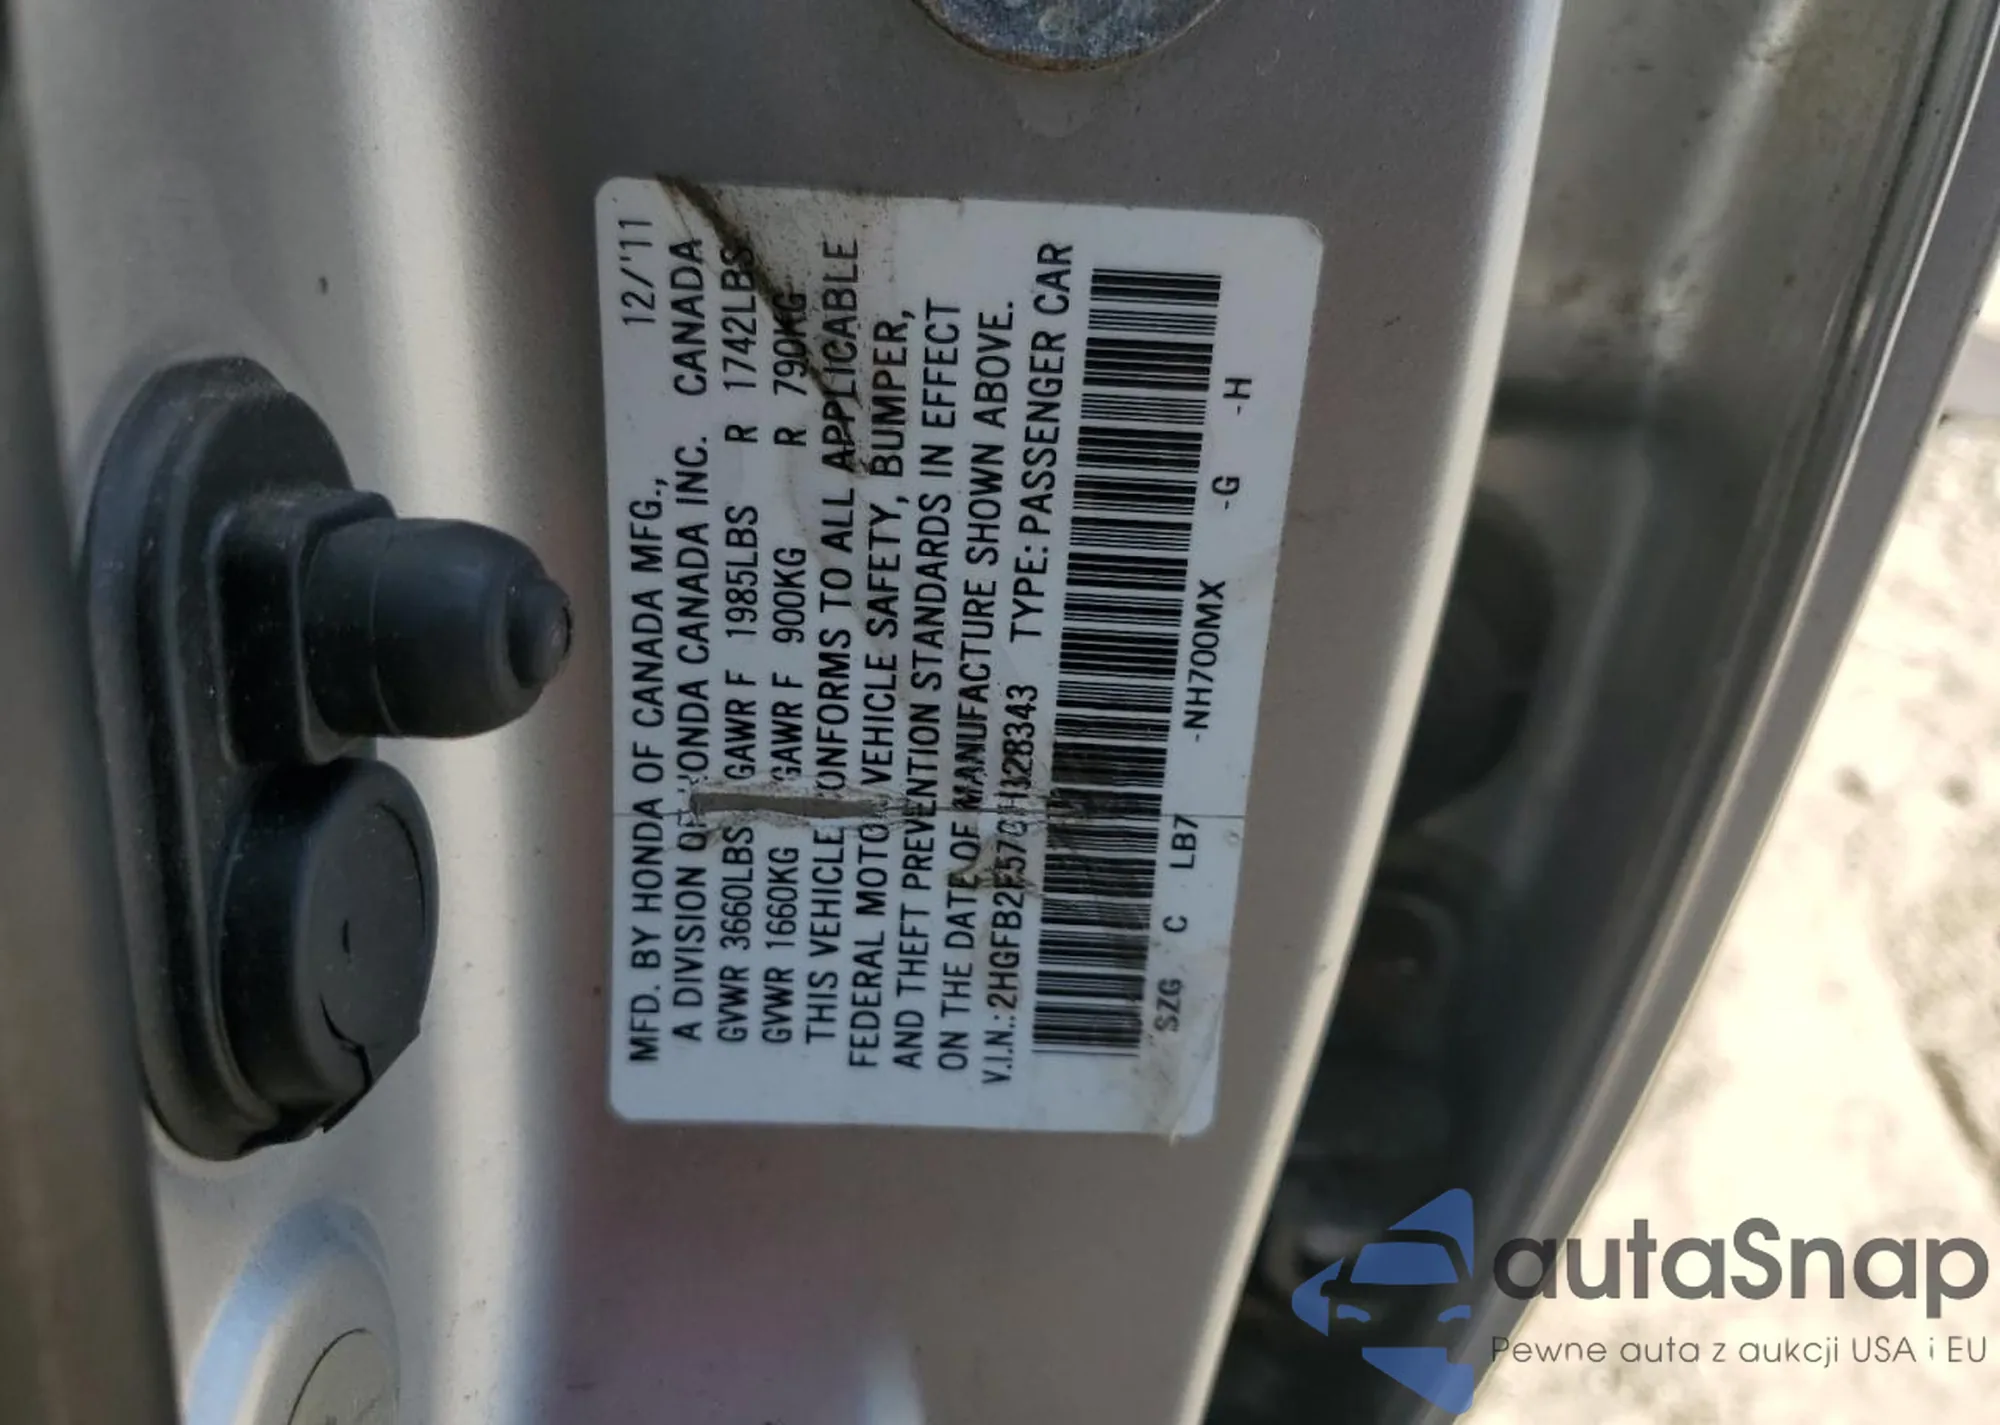 12/'11
MFD. BY HONDA OF CANADA MFG.,
A DIVISION OF HONDA CANADA INC. CANADA
GVWR 3660LBS GAWR F 1985LBS R 1742LBS
GVWR 1660KG GAWR F 900KG R 790KG
THIS VEHICLE CONFORMS TO ALL APPLICABLE
FEDERAL MOTOR VEHICLE SAFETY, BUMPER,
AND THEFT PREVENTION STANDARDS IN EFFECT
ON THE DATE OF MANUFACTURE SHOWN ABOVE.
V.I.N.: TYPE: PASSENGER CAR
SZG C LB7 -NH700MX -G -H
autaSnap
Pewne auta z aukcji USA i EU